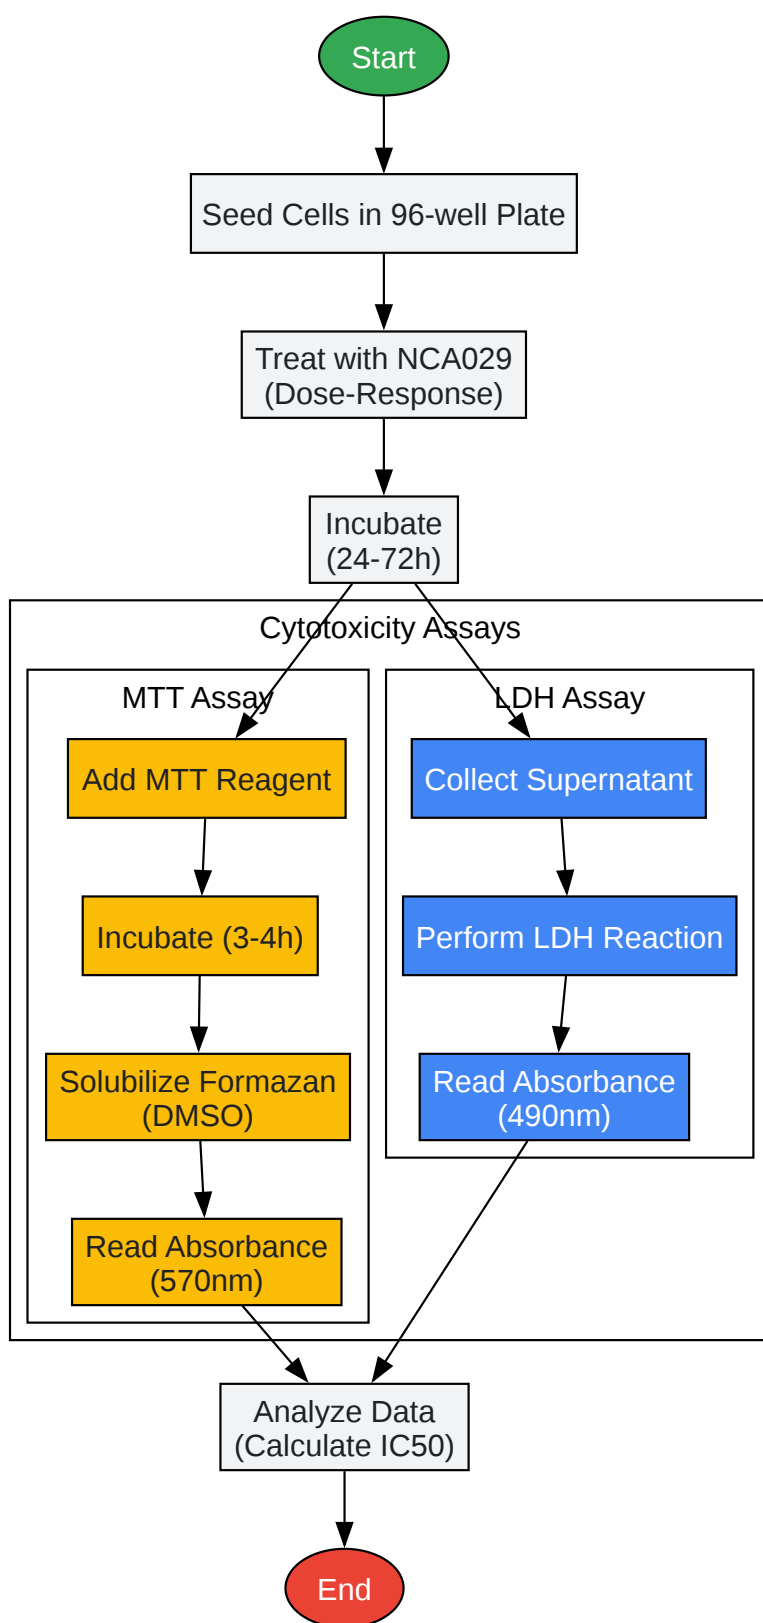 Start
Seed Cells in 96-well Plate
Treat with NCA029
(Dose-Response)
Incubate
(24-72h)
Cytotoxicity Assays
MTT Assay
Add MTT Reagent
Incubate (3-4h)
Solubilize Formazan
(DMSO)
Read Absorbance
(570nm)
LDH Assay
Collect Supernatant
Perform LDH Reaction
Read Absorbance
(490nm)
Analyze Data
(Calculate IC50)
End